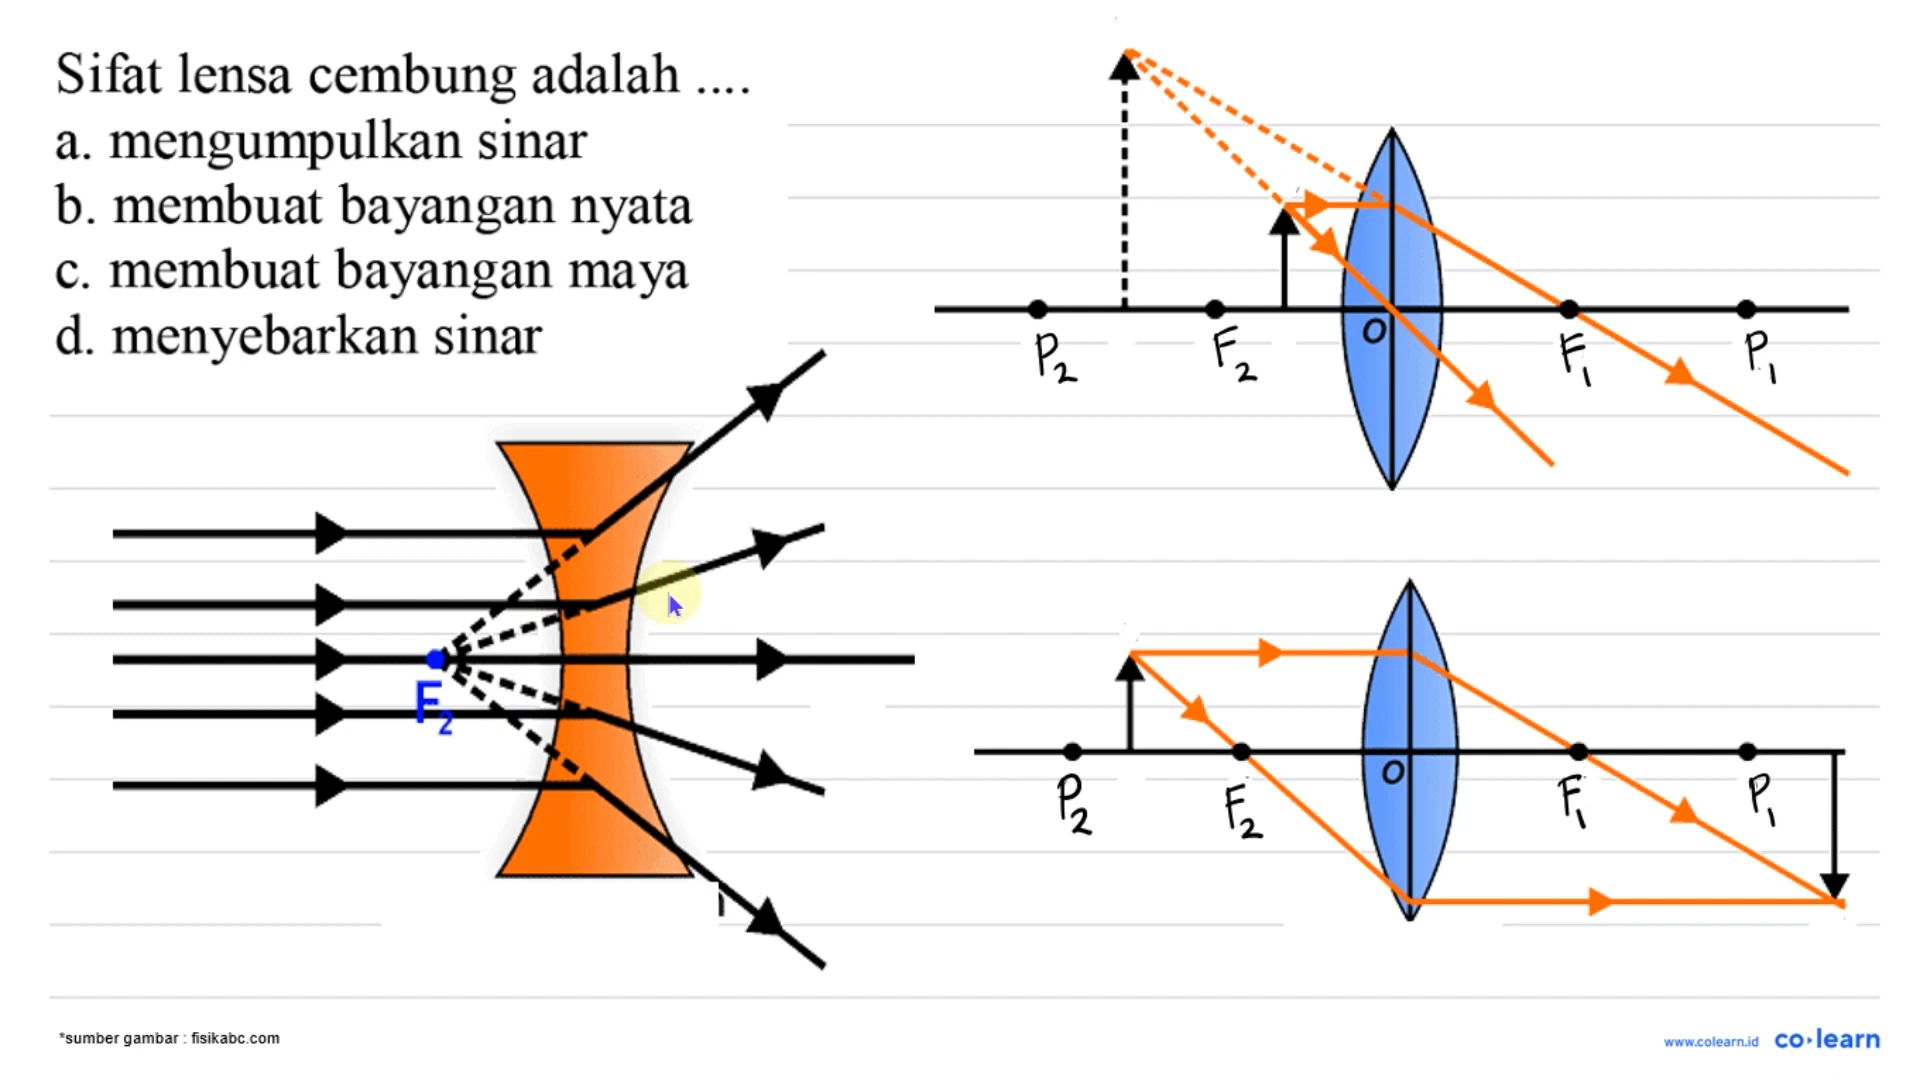 Sifat lensa cembung adalah ....
a. mengumpulkan sinar
b. membuat bayangan nyata
c. membuat bayangan maya
d. menyebarkan sinar
P₂ F₂ O F₁ P₁
F₂
P₂ F₂ O F₁ P₁
*sumber gambar : fisikabc.com
www.colearn.id co·learn